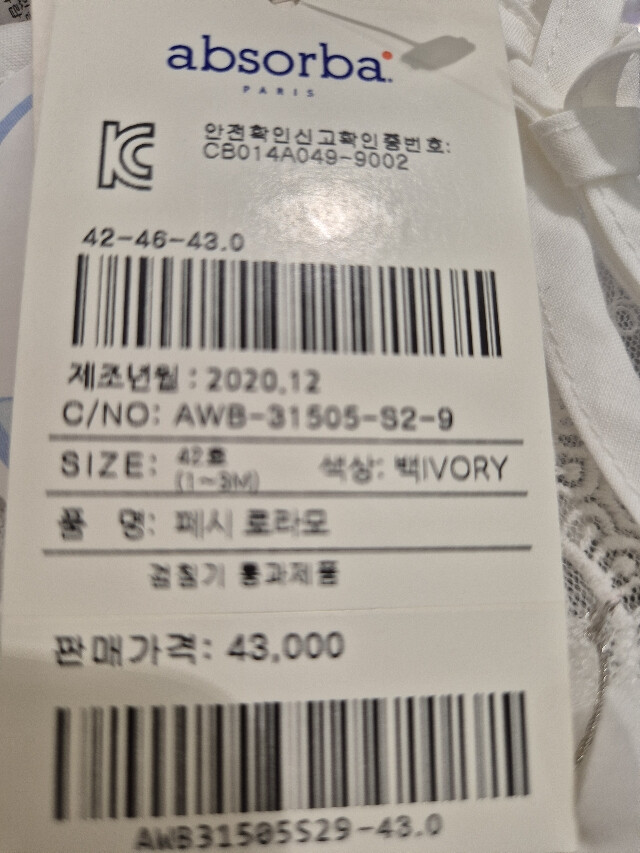 absorba.
PARIS
안전확인신고확인증번호:
CB014A049-9002
42-46-43.0
제조년월 : 2020.12
C/NO: AWB-31505-S2-9
SIZE: 42호 (1~3M) 색상: 백IVORY
품 명: 페시 로라모
검침기 통과제품
판매가격: 43,000
AWB31505S29-43.0